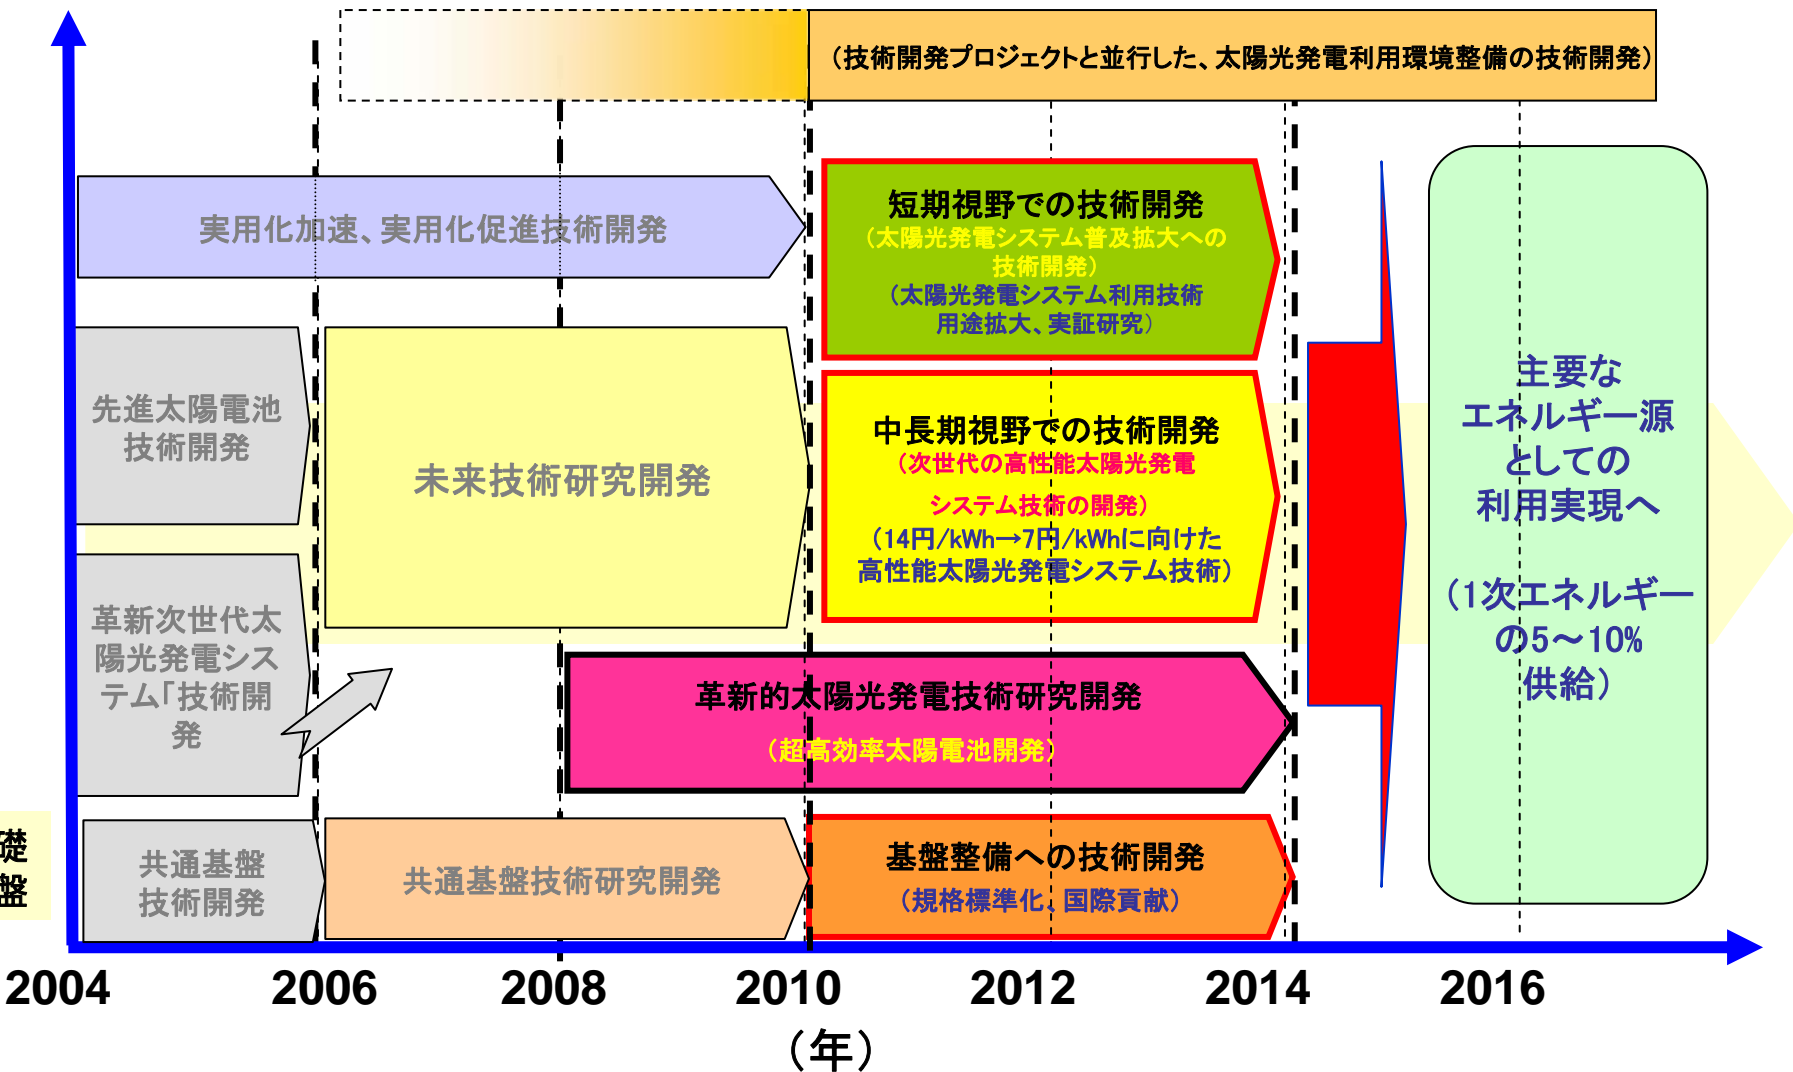 （技術開発プロジェクトと並行した、太陽光発電利用環境整備の技術開発）
実用化加速、実用化促進技術開発
短期視野での技術開発
（太陽光発電システム普及拡大への
技術開発）
（太陽光発電システム利用技術
用途拡大、実証研究）
先進太陽電池
技術開発
未来技術研究開発
中長期視野での技術開発
（次世代の高性能太陽光発電
システム技術の開発）
（14円/kWh→7円/kWhに向けた
高性能太陽光発電システム技術）
主要な
エネルギー源
としての
利用実現へ
（1次エネルギー
の5～10%
供給）
革新次世代太
陽光発電シス
テム「技術開
発
革新的太陽光発電技術研究開発
（超高効率太陽電池開発）
礎
盤
共通基盤
技術開発
共通基盤技術研究開発
基盤整備への技術開発
（規格標準化、国際貢献）
2004 2006 2008 2010 2012 2014 2016
（年）